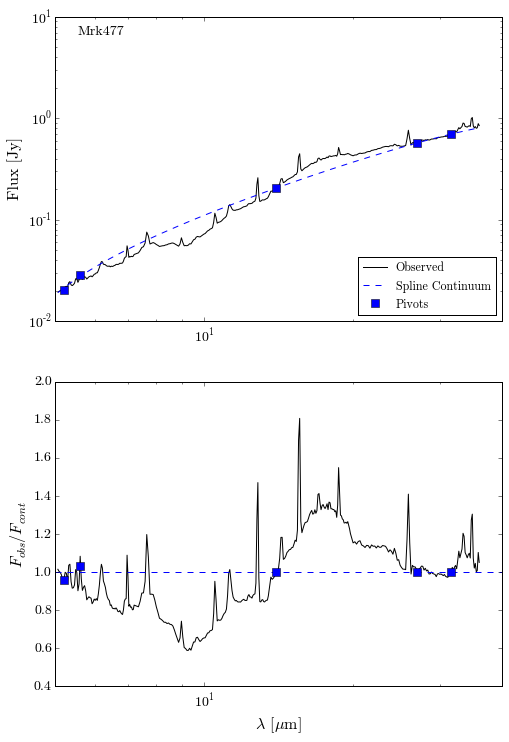 Mrk477
10^1
10^0
10^-1
10^-2
Flux [Jy]
Observed
Spline Continuum
Pivots
10^1
2.0
1.8
1.6
1.4
1.2
1.0
0.8
0.6
0.4
F_obs/F_cont
10^1
λ [μm]